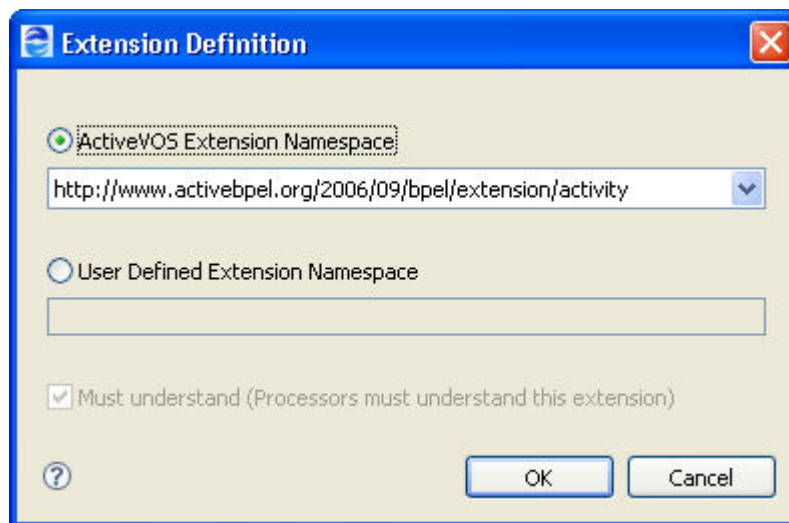 Extension Definition
ActiveVOS Extension Namespace
http://www.activebpel.org/2006/09/bpel/extension/activity
User Defined Extension Namespace
Must understand (Processors must understand this extension)
?
OK
Cancel